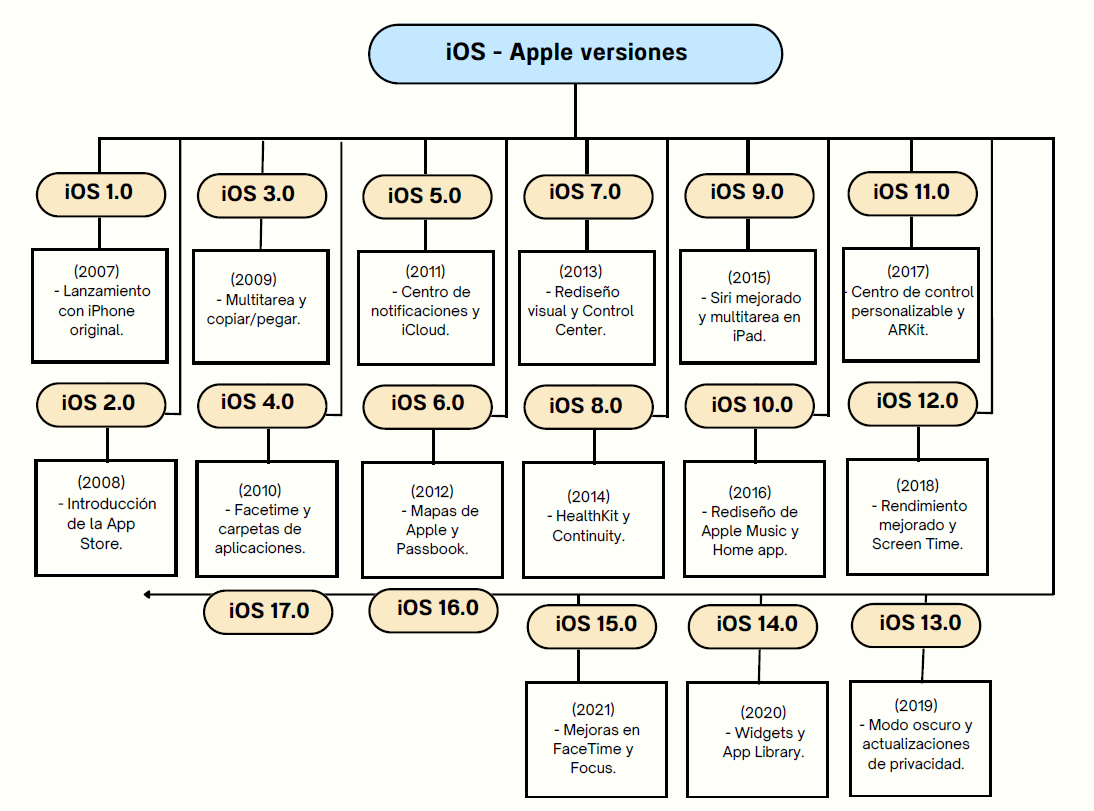 iOS - Apple versiones
iOS 1.0
(2007)
- Lanzamiento
con iPhone
original.
iOS 2.0
(2008)
- Introducción
de la App
Store.
iOS 3.0
(2009)
- Multitarea y
copiar/pegar.
iOS 4.0
(2010)
- Facetime y
carpetas de
aplicaciones.
iOS 5.0
(2011)
- Centro de
notificaciones y
iCloud.
iOS 6.0
(2012)
- Mapas de
Apple y
Passbook.
iOS 7.0
(2013)
- Rediseño
visual y Control
Center.
iOS 8.0
(2014)
- HealthKit y
Continuity.
iOS 9.0
(2015)
- Siri mejorado
y multitarea en
iPad.
iOS 10.0
(2016)
- Rediseño de
Apple Music y
Home app.
iOS 11.0
(2017)
- Centro de control
personalizable y
ARKit.
iOS 12.0
(2018)
- Rendimiento
mejorado y
Screen Time.
iOS 13.0
(2019)
- Modo oscuro y
actualizaciones
de privacidad.
iOS 14.0
(2020)
- Widgets y
App Library.
iOS 15.0
(2021)
- Mejoras en
FaceTime y
Focus.
iOS 16.0
iOS 17.0